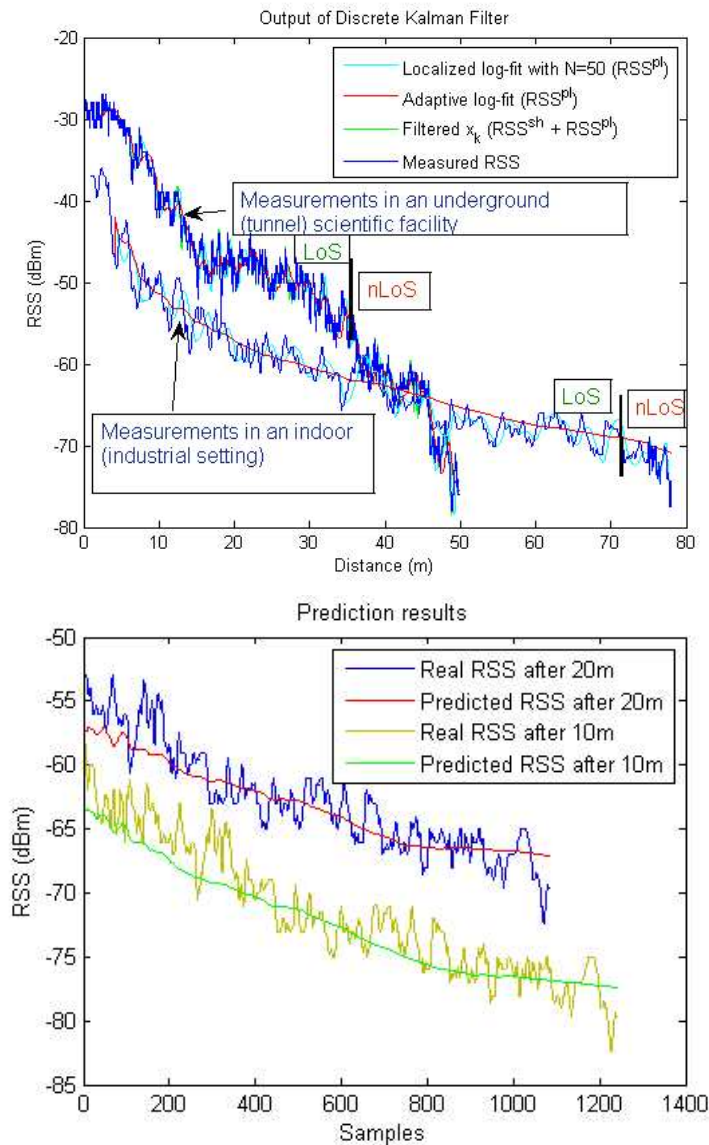 Output of Discrete Kalman Filter
-20
-30
-40
-50
-60
-70
-80
RSS (dBm)
Localized log-fit with N=50 (RSS^pl)
Adaptive log-fit (RSS^pl)
Filtered x_k (RSS^sh + RSS^pl)
Measured RSS
Measurements in an underground
(tunnel) scientific facility
LoS
nLoS
LoS
nLoS
Measurements in an indoor
(industrial setting)
0 10 20 30 40 50 60 70 80
Distance (m)
Prediction results
-50
-55
-60
-65
-70
-75
-80
-85
RSS (dBm)
Real RSS after 20m
Predicted RSS after 20m
Real RSS after 10m
Predicted RSS after 10m
0 200 400 600 800 1000 1200 1400
Samples